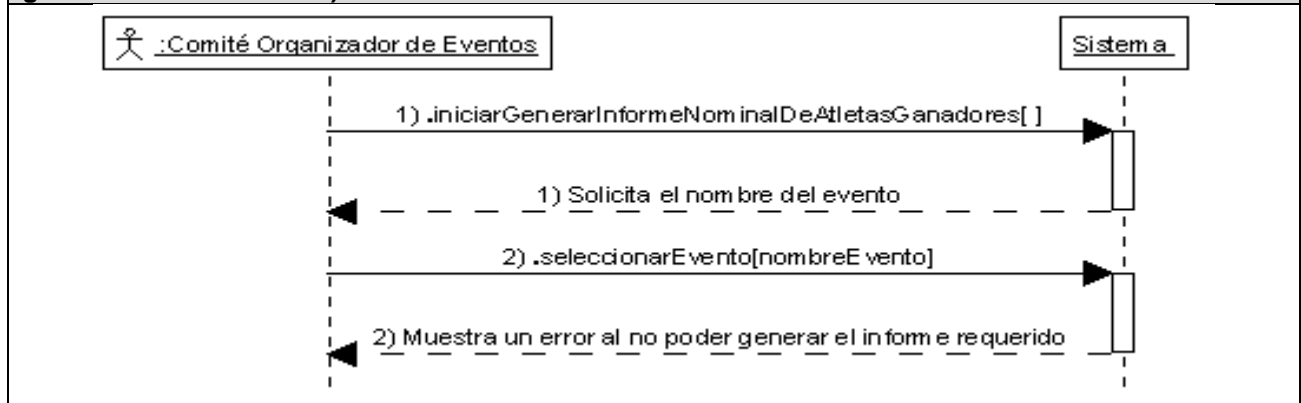 :Comité Organizador de Eventos
Sistema
1) .iniciarGenerarInformeNominalDeAtletasGanadores[ ]
1) Solicita el nombre del evento
2) .seleccionarEvento[nombreEvento]
2) Muestra un error al no poder generar el informe requerido